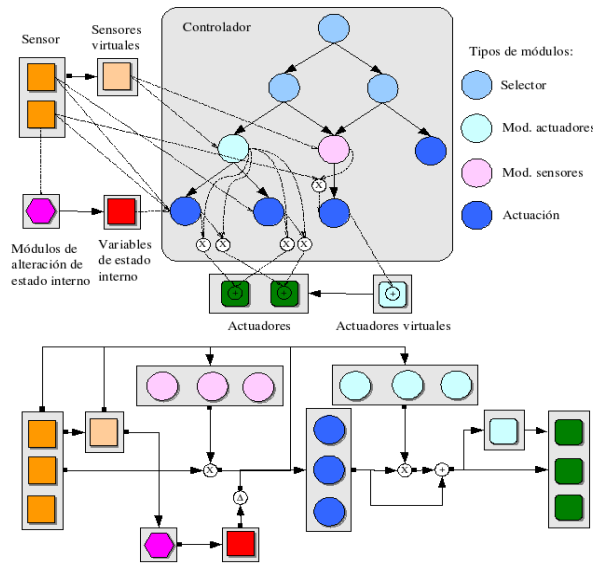 Sensor
Sensores
virtuales
Controlador
Tipos de módulos:
Selector
Mod. actuadores
Mod. sensores
Actuación
X
X
X
X
X
Módulos de
alteración de
estado interno
Variables
de estado
interno
+
+
+
Actuadores
Actuadores virtuales
X
X
+
Δ